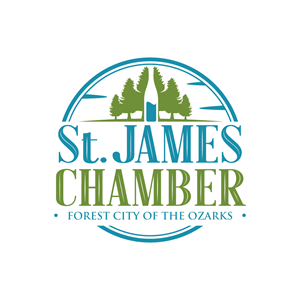 St. JAMES
CHAMBER
• FOREST CITY OF THE OZARKS •